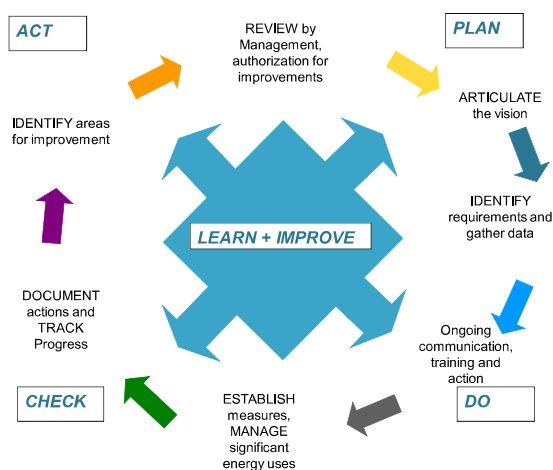 ACT
REVIEW by
Management,
authorization for
improvements
PLAN
ARTICULATE
the vision
IDENTIFY
requirements and
gather data
Ongoing
communication,
training and
action
DO
ESTABLISH
measures,
MANAGE
significant
energy uses
CHECK
DOCUMENT
actions and
TRACK
Progress
IDENTIFY areas
for improvement
LEARN + IMPROVE